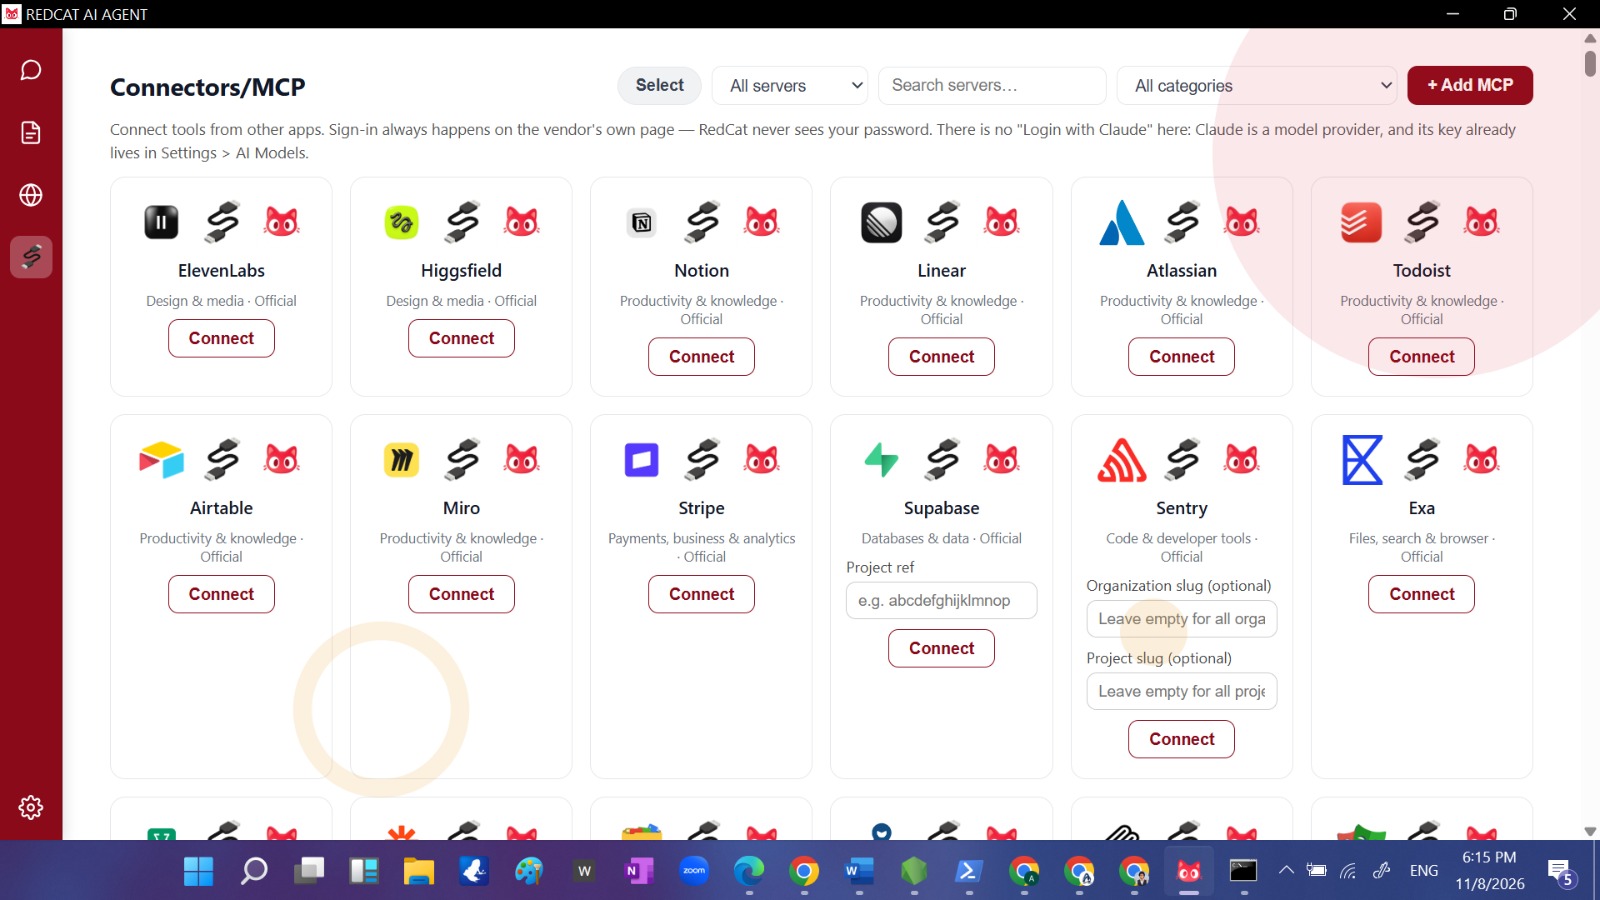 REDCAT AI AGENT
Connectors/MCP
Select
All servers
Search servers…
All categories
+ Add MCP
Connect tools from other apps. Sign-in always happens on the vendor's own page — RedCat never sees your password. There is no "Login with Claude" here: Claude is a model provider, and its key already
lives in Settings > AI Models.
ElevenLabs
Design & media · Official
Connect
Higgsfield
Design & media · Official
Connect
Notion
Productivity & knowledge ·
Official
Connect
Linear
Productivity & knowledge ·
Official
Connect
Atlassian
Productivity & knowledge ·
Official
Connect
Todoist
Productivity & knowledge ·
Official
Connect
Airtable
Productivity & knowledge ·
Official
Connect
Miro
Productivity & knowledge ·
Official
Connect
Stripe
Payments, business & analytics
· Official
Connect
Supabase
Databases & data · Official
Project ref
e.g. abcdefghijklmnop
Connect
Sentry
Code & developer tools ·
Official
Organization slug (optional)
Leave empty for all orga
Project slug (optional)
Leave empty for all proje
Connect
Exa
Files, search & browser ·
Official
Connect
W
N
zoom
W
A
ENG
6:15 PM
11/8/2026
5